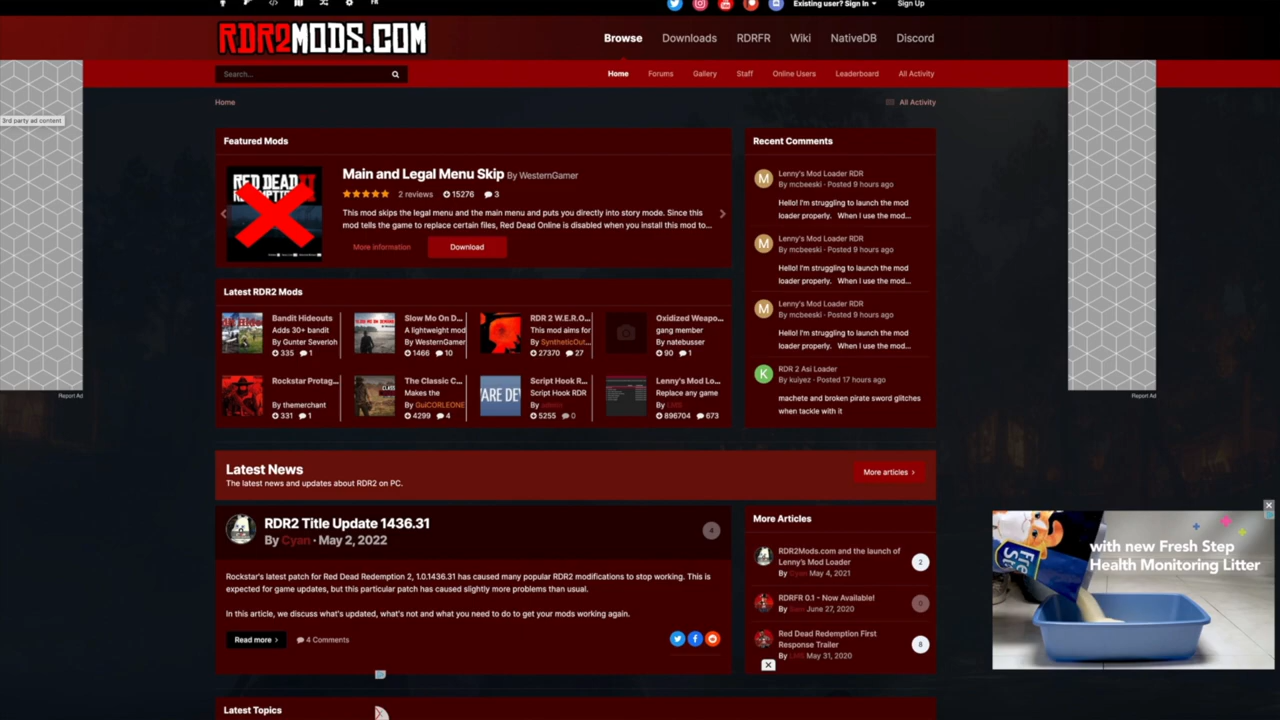 FR
Existing user? Sign In
Sign Up
RDR2MODS.COM
Browse
Downloads
RDRFR
Wiki
NativeDB
Discord
Search...
Home
Forums
Gallery
Staff
Online Users
Leaderboard
All Activity
Home
All Activity
3rd party ad content
Featured Mods
RED DEAD
REDEMPTION II
Main and Legal Menu Skip By WesternGamer
2 reviews 15276 3
This mod skips the legal menu and the main menu and puts you directly into story mode. Since this
mod tells the game to replace certain files, Red Dead Online is disabled when you install this mod to...
More Information
Download
Recent Comments
M
Lenny's Mod Loader RDR
By mcbeeski · Posted 9 hours ago
Hello! I'm struggling to launch the mod
loader properly. When I use the mod...
M
Lenny's Mod Loader RDR
By mcbeeski · Posted 9 hours ago
Hello! I'm struggling to launch the mod
loader properly. When I use the mod...
M
Lenny's Mod Loader RDR
By mcbeeski · Posted 9 hours ago
Hello! I'm struggling to launch the mod
loader properly. When I use the mod...
K
RDR 2 Asi Loader
By kuiyez · Posted 17 hours ago
machete and broken pirate sword glitches
when tackle with it
Latest RDR2 Mods
Bandit Hideouts
Adds 30+ bandit
By Gunter Severloh
335 1
Slow Mo On D...
A lightweight mod
By WesternGamer
1466 10
RDR 2 W.E.R.O...
This mod aims for
By SyntheticOut...
27370 27
Oxidized Weapo...
gang member
By natebusser
90 1
Rockstar Protag...
By themerchant
331 1
The Classic C...
Makes the
By GuiCORLEONE
4299 4
Script Hook R...
Script Hook RDR
By
5255 0
Lenny's Mod Lo...
Replace any game
By
896704 673
Report Ad
Report Ad
Latest News
The latest news and updates about RDR2 on PC.
More articles
RDR2 Title Update 1436.31
By Cyan · May 2, 2022
4
Rockstar's latest patch for Red Dead Redemption 2, 1.0.1436.31 has caused many popular RDR2 modifications to stop working. This is
expected for game updates, but this particular patch has caused slightly more problems than usual.
In this article, we discuss what's updated, what's not and what you need to do to get your mods working again.
Read more
4 Comments
More Articles
RDR2Mods.com and the launch of
Lenny's Mod Loader
By Cyan May 4, 2021
2
RDRFR 0.1 - Now Available!
By June 27, 2020
0
Red Dead Redemption First
Response Trailer
By May 31, 2020
8
with new Fresh Step
Health Monitoring Litter
Latest Topics